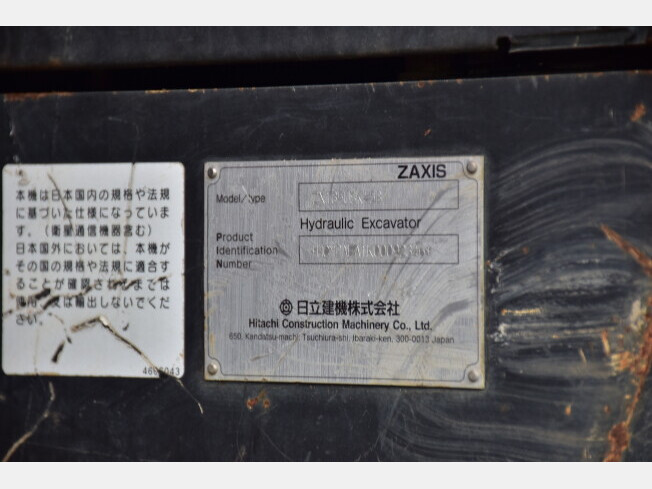 本機は日本国内の規格や法規
に基づいた仕様になっていま
す。（衛星通信機器含む）
日本国外においては、本機が
その国の規格や法規に適合す
ることが確認されるまでは
使用又は輸出しないでくだ
さい。
4606043
ZAXIS
Model/Type
Hydraulic Excavator
Product
Identification
Number
日立建機株式会社
Hitachi Construction Machinery Co., Ltd.
650, Kandatsu-machi, Tsuchiura-shi, Ibaraki-ken, 300-0013 Japan